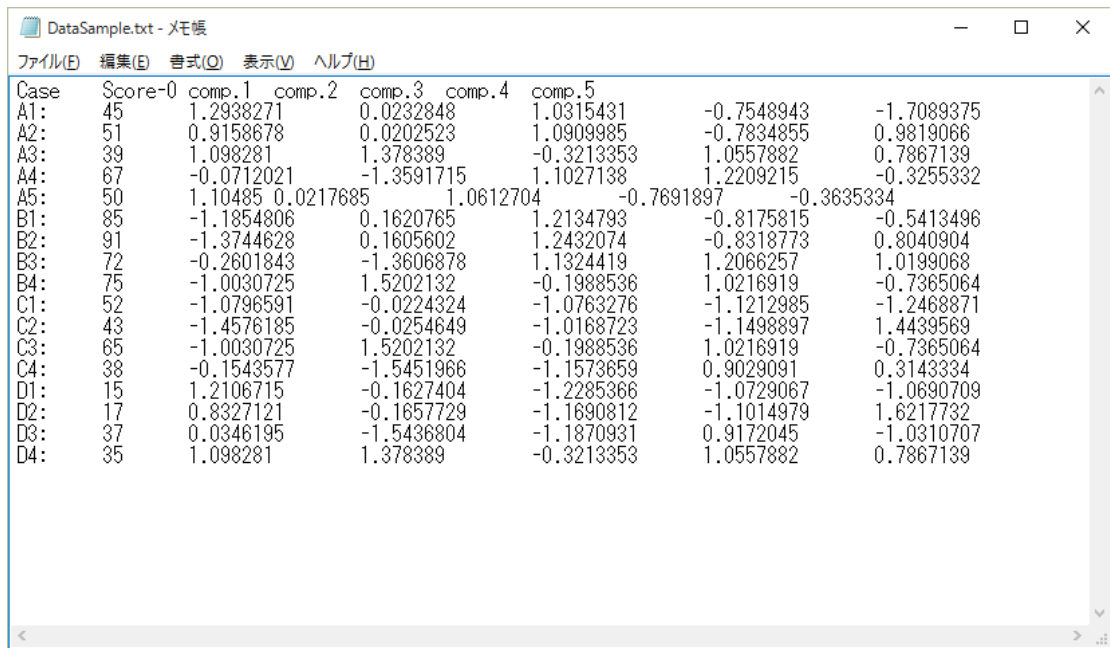 DataSample.txt - メモ帳
ファイル(F) 編集(E) 書式(O) 表示(V) ヘルプ(H)
Case Score-0 comp.1 comp.2 comp.3 comp.4 comp.5
A1: 45 1.2938271 0.0232848 1.0315431 -0.7548943 -1.7089375
A2: 51 0.9158678 0.0202523 1.0909985 -0.7834855 0.9819066
A3: 39 1.098281 1.378389 -0.3213353 1.0557882 0.7867139
A4: 67 -0.0712021 -1.3591715 1.1027138 1.2209215 -0.3255332
A5: 50 1.10485 0.0217685 1.0612704 -0.7691897 -0.3635334
B1: 85 -1.1854806 0.1620765 1.2134793 -0.8175815 -0.5413496
B2: 91 -1.3744628 0.1605602 1.2432074 -0.8318773 0.8040904
B3: 72 -0.2601843 -1.3606878 1.1324419 1.2066257 1.0199068
B4: 75 -1.0030725 1.5202132 -0.1988536 1.0216919 -0.7365064
C1: 52 -1.0796591 -0.0224324 -1.0763276 -1.1212985 -1.2468871
C2: 43 -1.4576185 -0.0254649 -1.0168723 -1.1498897 1.4439569
C3: 65 -1.0030725 1.5202132 -0.1988536 1.0216919 -0.7365064
C4: 38 -0.1543577 -1.5451966 -1.1573659 0.9029091 0.3143334
D1: 15 1.2106715 -0.1627404 -1.2285366 -1.0729067 -1.0690709
D2: 17 0.8327121 -0.1657729 -1.1690812 -1.1014979 1.6217732
D3: 37 0.0346195 -1.5436804 -1.1870931 0.9172045 -1.0310707
D4: 35 1.098281 1.378389 -0.3213353 1.0557882 0.7867139